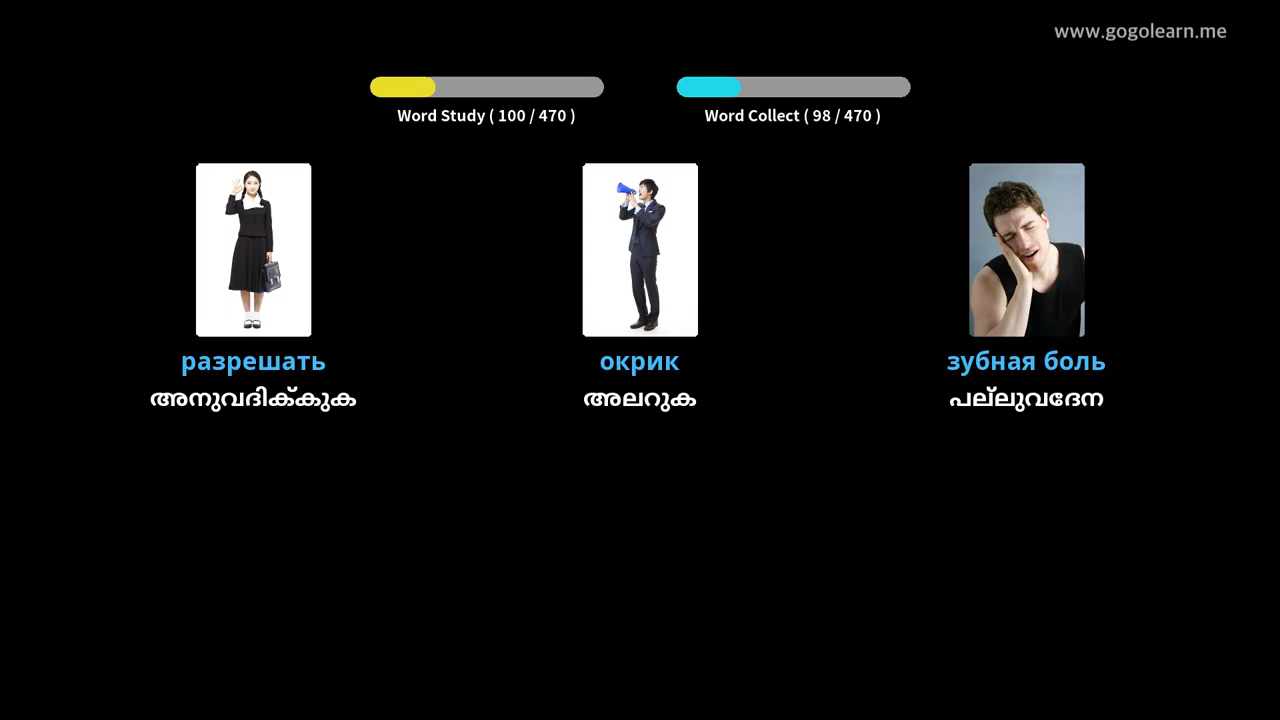 www.gogolearn.me
Word Study ( 100 / 470 )
Word Collect ( 98 / 470 )
разрешать
окрик
зубная боль
അനുവദിക്കുക
അലറുക
പല്ലുവദേന